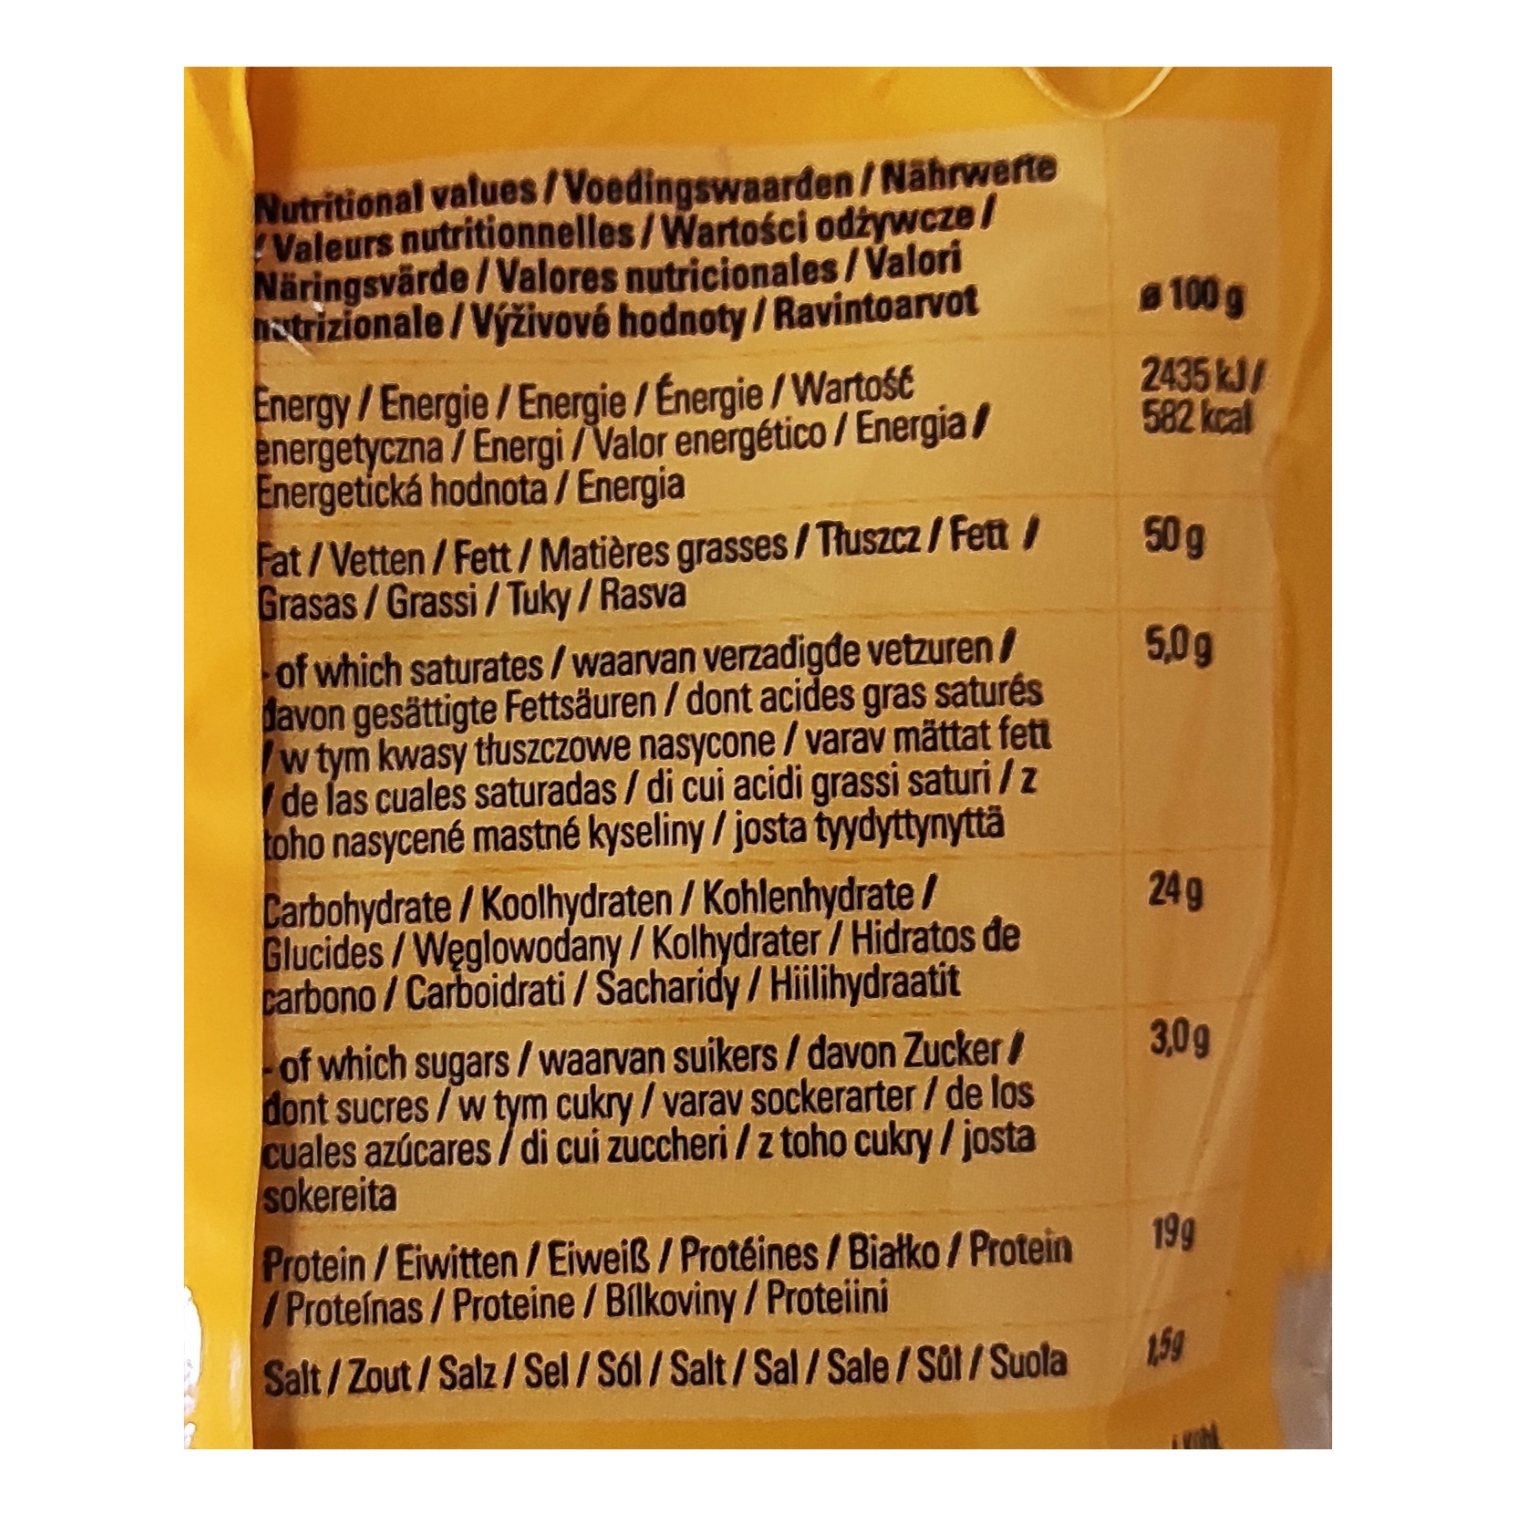 Nutritional values / Voedingswaarden / Nährwerte
/ Valeurs nutritionnelles / Wartości odżywcze /
Näringsvärde / Valores nutricionales / Valori
nutrizionale / Výživové hodnoty / Ravintoarvot
ø 100 g
Energy / Energie / Energie / Énergie / Wartość
energetyczna / Energi / Valor energético / Energia /
Energetická hodnota / Energia
2435 kJ /
582 kcal
Fat / Vetten / Fett / Matières grasses / Tłuszcz / Fett /
Grasas / Grassi / Tuky / Rasva
50 g
- of which saturates / waarvan verzadigde vetzuren /
davon gesättigte Fettsäuren / dont acides gras saturés
/ w tym kwasy tłuszczowe nasycone / varav mättat fett
/ de las cuales saturadas / di cui acidi grassi saturi / z
toho nasycené mastné kyseliny / josta tyydyttynyttä
5,0 g
Carbohydrate / Koolhydraten / Kohlenhydrate /
Glucides / Węglowodany / Kolhydrater / Hidratos de
carbono / Carboidrati / Sacharidy / Hiilihydraatit
24 g
- of which sugars / waarvan suikers / davon Zucker /
dont sucres / w tym cukry / varav sockerarter / de los
cuales azúcares / di cui zuccheri / z toho cukry / josta
sokereita
3,0 g
Protein / Eiwitten / Eiweiß / Protéines / Białko / Protein
/ Proteínas / Proteine / Bílkoviny / Proteiini
19 g
Salt / Zout / Salz / Sel / Sól / Salt / Sal / Sale / Sůl / Suola
1,5 g